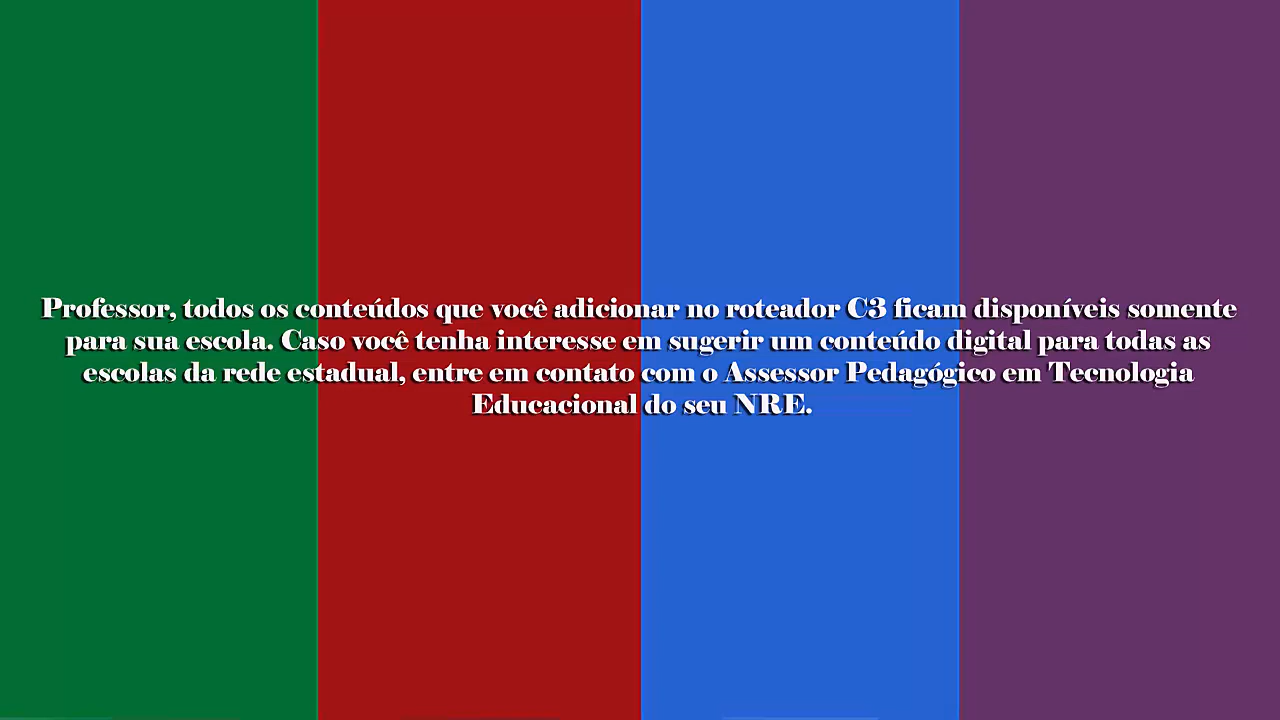 Professor, todos os conteúdos que você adicionar no roteador C3 ficam disponíveis somente
para sua escola. Caso você tenha interesse em sugerir um conteúdo digital para todas as
escolas da rede estadual, entre em contato com o Assessor Pedagógico em Tecnologia
Educacional do seu NRE.